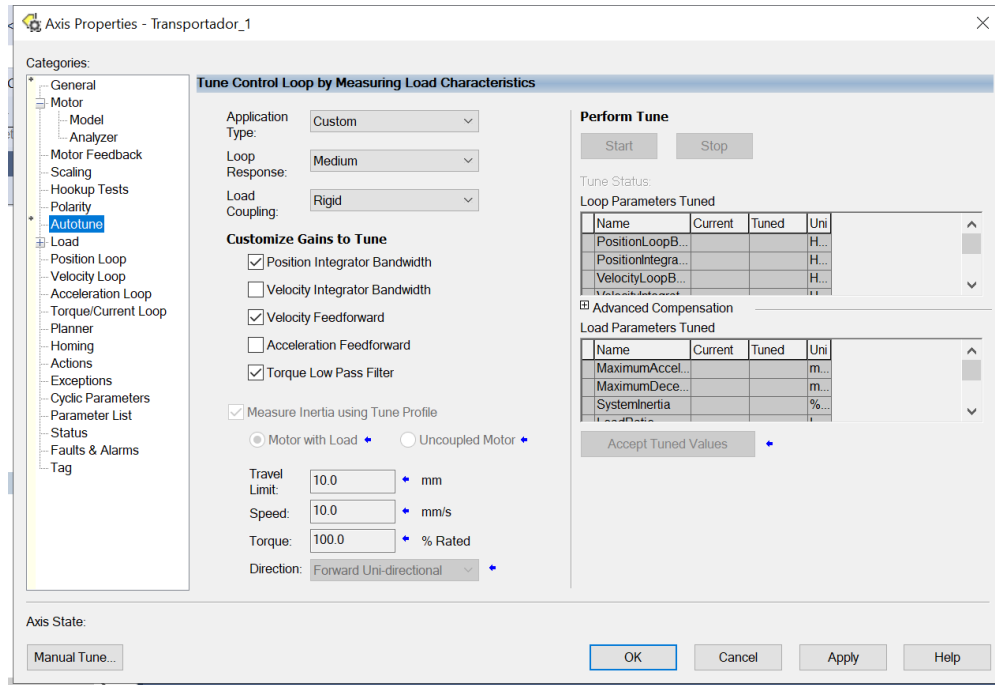 Axis Properties - Transportador_1
Categories:
General
Motor
Model
Analyzer
Motor Feedback
Scaling
Hookup Tests
Polarity
Autotune
Load
Position Loop
Velocity Loop
Acceleration Loop
Torque/Current Loop
Planner
Homing
Actions
Exceptions
Cyclic Parameters
Parameter List
Status
Faults & Alarms
Tag
Tune Control Loop by Measuring Load Characteristics
Application
Type:
Custom
Loop
Response:
Medium
Load
Coupling:
Rigid
Customize Gains to Tune
Position Integrator Bandwidth
Velocity Integrator Bandwidth
Velocity Feedforward
Acceleration Feedforward
Torque Low Pass Filter
Measure Inertia using Tune Profile
Motor with Load
Uncoupled Motor
Travel
Limit:
10.0 mm
Speed: 10.0 mm/s
Torque: 100.0 % Rated
Direction: Forward Uni-directional
Perform Tune
Start Stop
Tune Status:
Loop Parameters Tuned
Name Current Tuned Uni
PositionLoopB... H...
PositionIntegra... H...
VelocityLoopB... H...
Advanced Compensation
Load Parameters Tuned
Name Current Tuned Uni
MaximumAccel... m...
MaximumDece... m...
SystemInertia %...
Accept Tuned Values
Axis State:
Manual Tune...
OK Cancel Apply Help